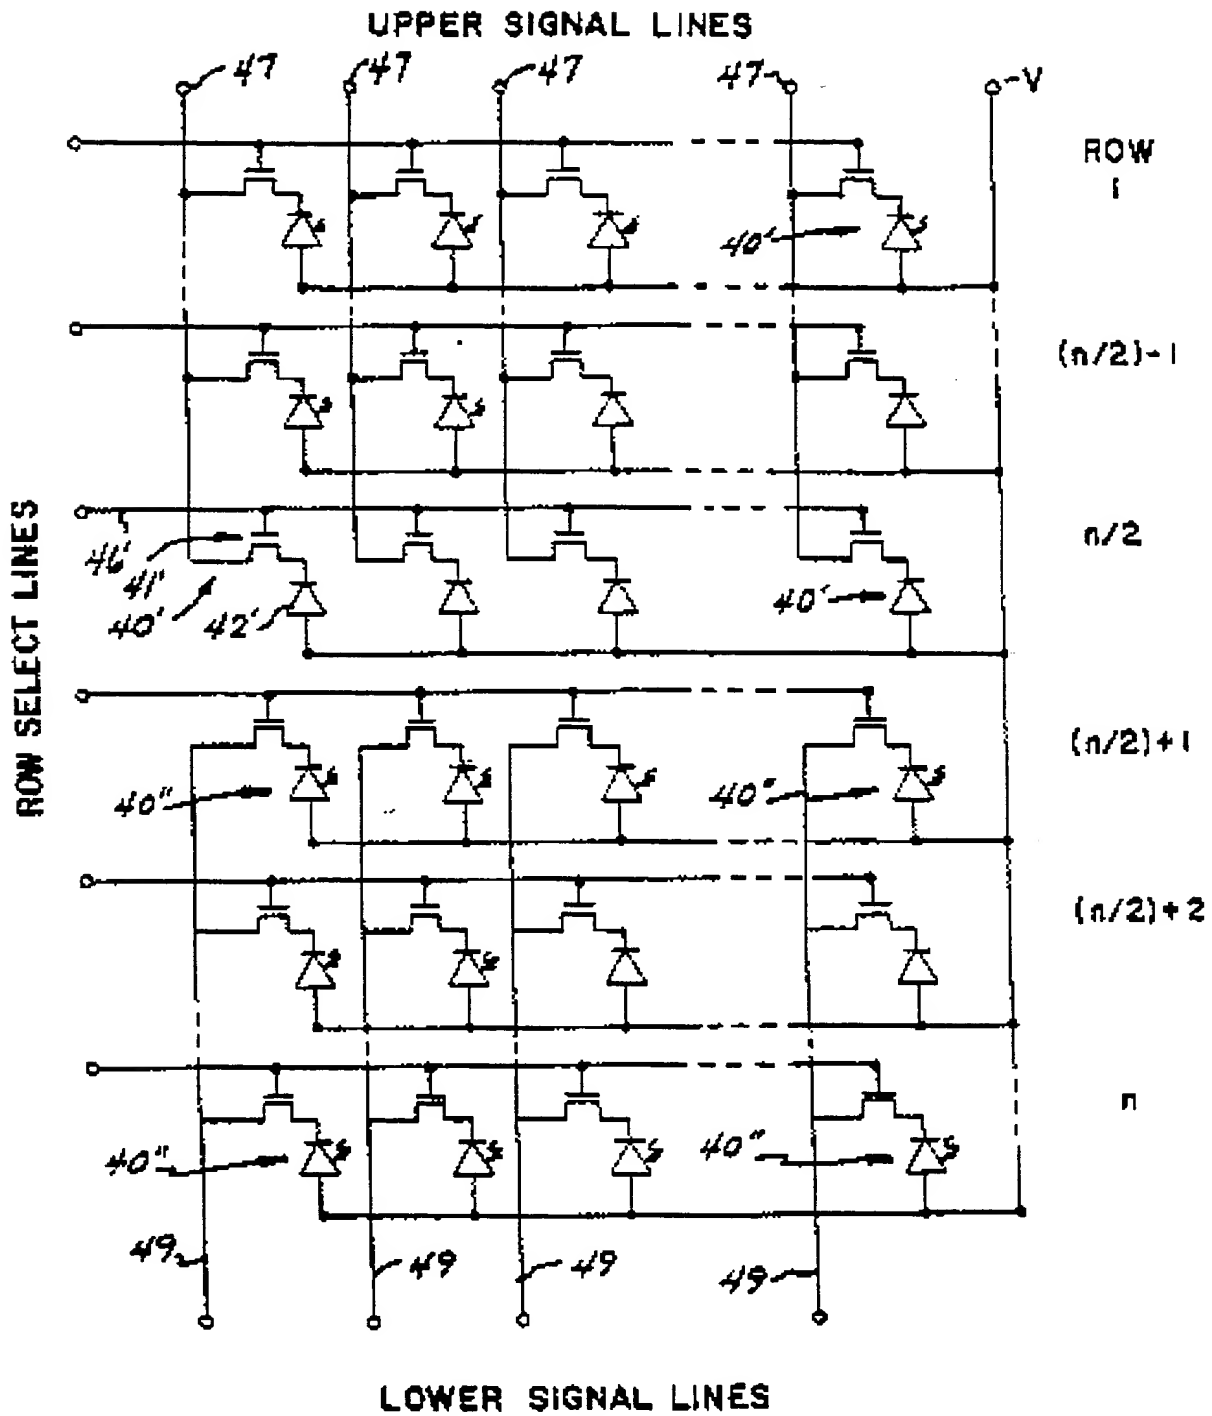 UPPER SIGNAL LINES
47 47 47 47 -V
ROW
1
40'
(n/2)-1
ROW SELECT LINES
n/2
46'
41'
40' 42' 40'
(n/2)+1
40" 40"
(n/2)+2
n
40" 40"
49 49 49 49
LOWER SIGNAL LINES